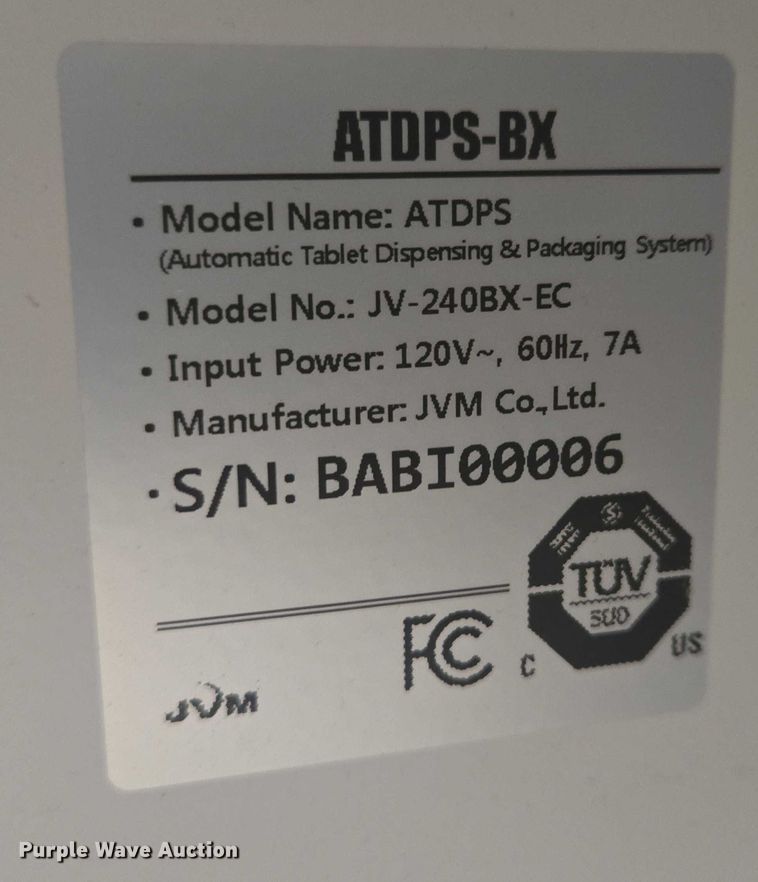 ATDPS-BX
• Model Name: ATDPS
(Automatic Tablet Dispensing & Packaging System)
• Model No.: JV-240BX-EC
• Input Power: 120V~, 60Hz, 7A
• Manufacturer: JVM Co.,Ltd.
• S/N: BABI00006
TÜV
SÜD
FC
C
US
JVM
Purple Wave Auction